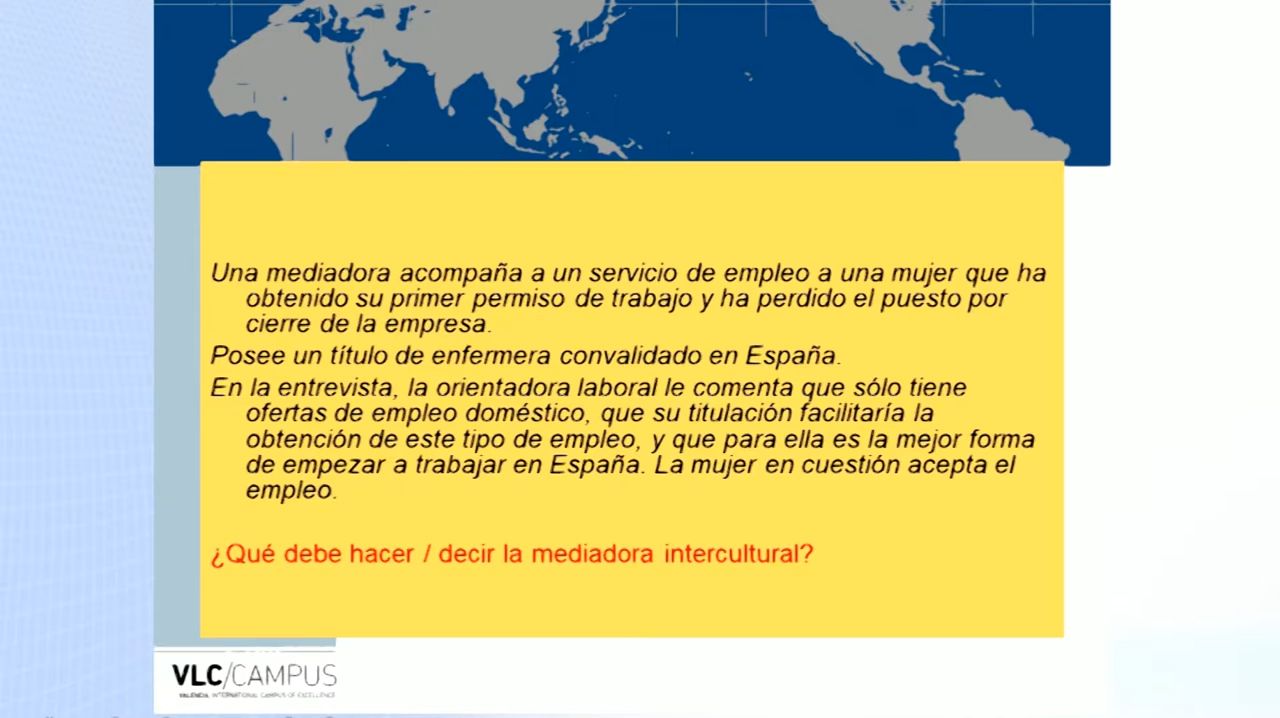 Una mediadora acompaña a un servicio de empleo a una mujer que ha
obtenido su primer permiso de trabajo y ha perdido el puesto por
cierre de la empresa.
Posee un título de enfermera convalidado en España.
En la entrevista, la orientadora laboral le comenta que sólo tiene
ofertas de empleo doméstico, que su titulación facilitaría la
obtención de este tipo de empleo, y que para ella es la mejor forma
de empezar a trabajar en España. La mujer en cuestión acepta el
empleo.
¿Qué debe hacer / decir la mediadora intercultural?
VLC/CAMPUS
VALENCIA, INTERNATIONAL CAMPUS OF EXCELLENCE